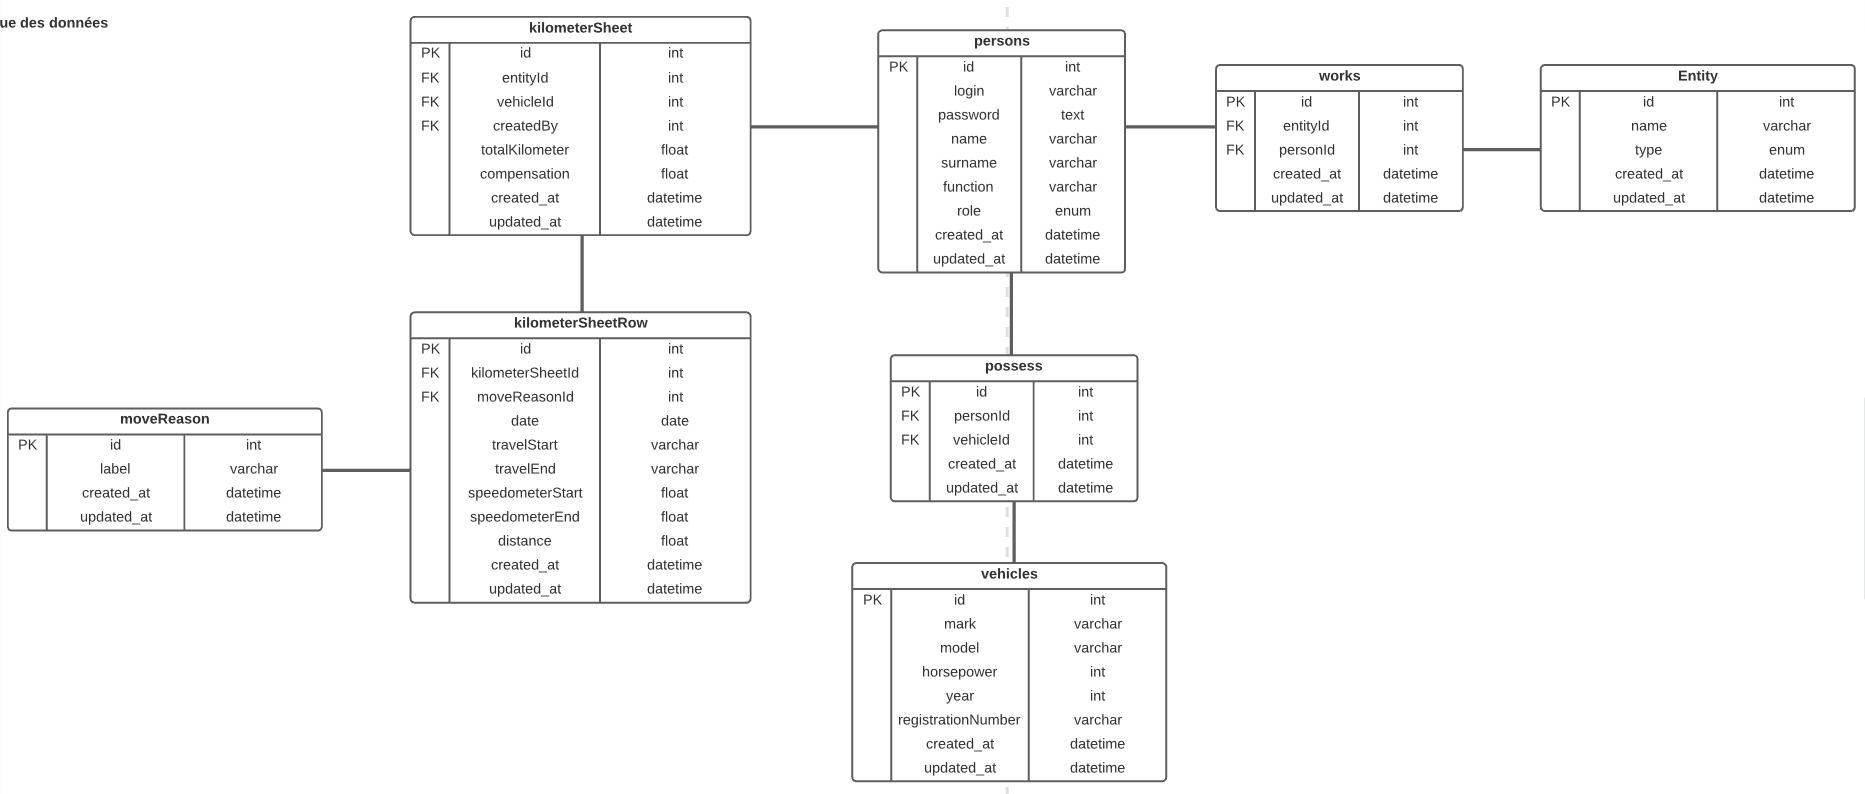 ue des données
kilometerSheet
PK id int
FK entityId int
FK vehicleId int
FK createdBy int
totalKilometer float
compensation float
created_at datetime
updated_at datetime
persons
PK id int
login varchar
password text
name varchar
surname varchar
function varchar
role enum
created_at datetime
updated_at datetime
works
PK id int
FK entityId int
FK personId int
created_at datetime
updated_at datetime
Entity
PK id int
name varchar
type enum
created_at datetime
updated_at datetime
kilometerSheetRow
PK id int
FK kilometerSheetId int
FK moveReasonId int
date date
travelStart varchar
travelEnd varchar
speedometerStart float
speedometerEnd float
distance float
created_at datetime
updated_at datetime
moveReason
PK id int
label varchar
created_at datetime
updated_at datetime
possess
PK id int
FK personId int
FK vehicleId int
created_at datetime
updated_at datetime
vehicles
PK id int
mark varchar
model varchar
horsepower int
year int
registrationNumber varchar
created_at datetime
updated_at datetime